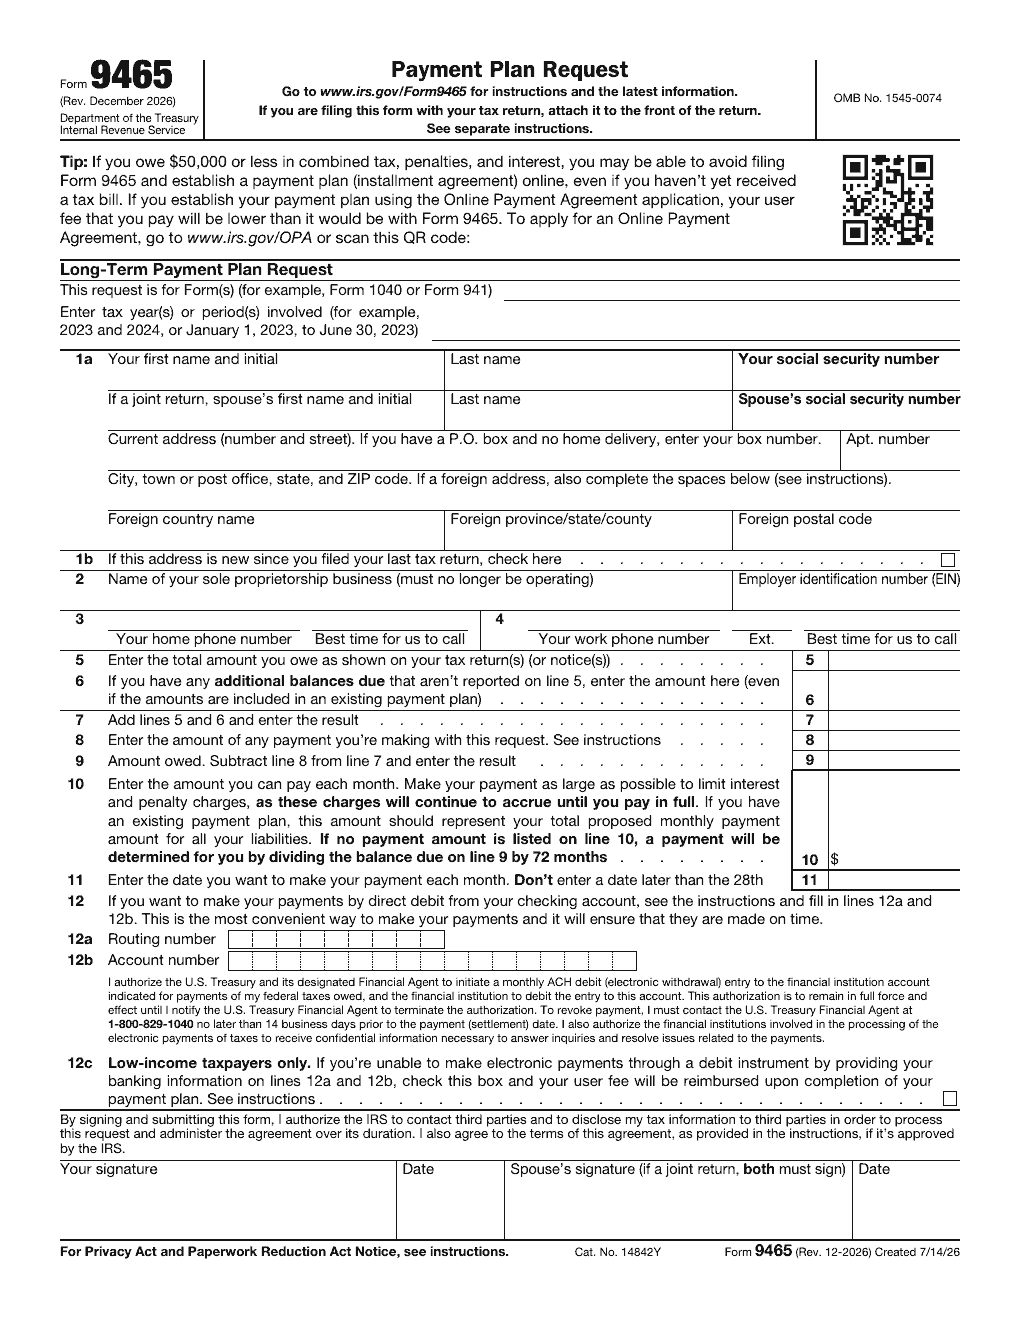 Form 9465
(Rev. December 2026)
Department of the Treasury
Internal Revenue Service
Payment Plan Request
Go to www.irs.gov/Form9465 for instructions and the latest information.
If you are filing this form with your tax return, attach it to the front of the return.
See separate instructions.
OMB No. 1545-0074
Tip: If you owe $50,000 or less in combined tax, penalties, and interest, you may be able to avoid filing
Form 9465 and establish a payment plan (installment agreement) online, even if you haven’t yet received
a tax bill. If you establish your payment plan using the Online Payment Agreement application, your user
fee that you pay will be lower than it would be with Form 9465. To apply for an Online Payment
Agreement, go to www.irs.gov/OPA or scan this QR code:
Long-Term Payment Plan Request
This request is for Form(s) (for example, Form 1040 or Form 941)
Enter tax year(s) or period(s) involved (for example,
2023 and 2024, or January 1, 2023, to June 30, 2023)
1a Your first name and initial Last name Your social security number
If a joint return, spouse’s first name and initial Last name Spouse’s social security number
Current address (number and street). If you have a P.O. box and no home delivery, enter your box number. Apt. number
City, town or post office, state, and ZIP code. If a foreign address, also complete the spaces below (see instructions).
Foreign country name Foreign province/state/county Foreign postal code
1b If this address is new since you filed your last tax return, check here . . . . . . . . . . . . . . . . . .
2 Name of your sole proprietorship business (must no longer be operating) Employer identification number (EIN)
3 4
Your home phone number Best time for us to call Your work phone number Ext. Best time for us to call
5 Enter the total amount you owe as shown on your tax return(s) (or notice(s)) . . . . . . . . 5
6 If you have any additional balances due that aren’t reported on line 5, enter the amount here (even
if the amounts are included in an existing payment plan) . . . . . . . . . . . . . 6
7 Add lines 5 and 6 and enter the result . . . . . . . . . . . . . . . . . . . 7
8 Enter the amount of any payment you’re making with this request. See instructions . . . . . 8
9 Amount owed. Subtract line 8 from line 7 and enter the result . . . . . . . . . . . 9
10 Enter the amount you can pay each month. Make your payment as large as possible to limit interest
and penalty charges, as these charges will continue to accrue until you pay in full. If you have
an existing payment plan, this amount should represent your total proposed monthly payment
amount for all your liabilities. If no payment amount is listed on line 10, a payment will be
determined for you by dividing the balance due on line 9 by 72 months . . . . . . . . 10 $
11 Enter the date you want to make your payment each month. Don’t enter a date later than the 28th 11
12 If you want to make your payments by direct debit from your checking account, see the instructions and fill in lines 12a and
12b. This is the most convenient way to make your payments and it will ensure that they are made on time.
12a Routing number
12b Account number
I authorize the U.S. Treasury and its designated Financial Agent to initiate a monthly ACH debit (electronic withdrawal) entry to the financial institution account
indicated for payments of my federal taxes owed, and the financial institution to debit the entry to this account. This authorization is to remain in full force and
effect until I notify the U.S. Treasury Financial Agent to terminate the authorization. To revoke payment, I must contact the U.S. Treasury Financial Agent at
1-800-829-1040 no later than 14 business days prior to the payment (settlement) date. I also authorize the financial institutions involved in the processing of the
electronic payments of taxes to receive confidential information necessary to answer inquiries and resolve issues related to the payments.
12c Low-income taxpayers only. If you’re unable to make electronic payments through a debit instrument by providing your
banking information on lines 12a and 12b, check this box and your user fee will be reimbursed upon completion of your
payment plan. See instructions . . . . . . . . . . . . . . . . . . . . . . . . . . . . . .
By signing and submitting this form, I authorize the IRS to contact third parties and to disclose my tax information to third parties in order to process
this request and administer the agreement over its duration. I also agree to the terms of this agreement, as provided in the instructions, if it’s approved
by the IRS.
Your signature Date Spouse’s signature (if a joint return, both must sign) Date
For Privacy Act and Paperwork Reduction Act Notice, see instructions. Cat. No. 14842Y Form 9465 (Rev. 12-2026) Created 7/14/26